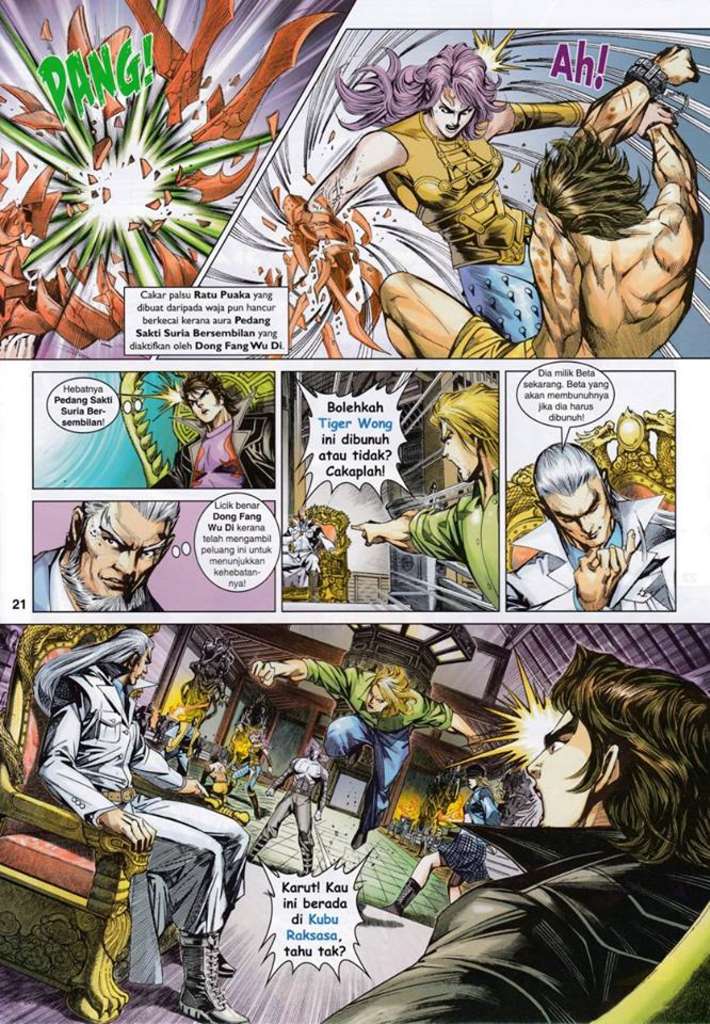 PANG!
Ah!
Cakar palsu Ratu Puaka yang
dibuat daripada waja pun hancur
berkecai kerana aura Pedang
Sakti Suria Bersembilan yang
diaktifkan oleh Dong Fang Wu Di.
Hebatnya
Pedang Sakti
Suria Ber-
sembilan!
Licik benar
Dong Fang
Wu Di kerana
telah mengambil
peluang ini untuk
menunjukkan
kehebatan-
nya!
Bolehkah
Tiger Wong
ini dibunuh
atau tidak?
Cakaplah!
Dia milik Beta
sekarang. Beta yang
akan membunuhnya
jika dia harus
dibunuh!
21
Karut! Kau
ini berada
di Kubu
Raksasa,
tahu tak?